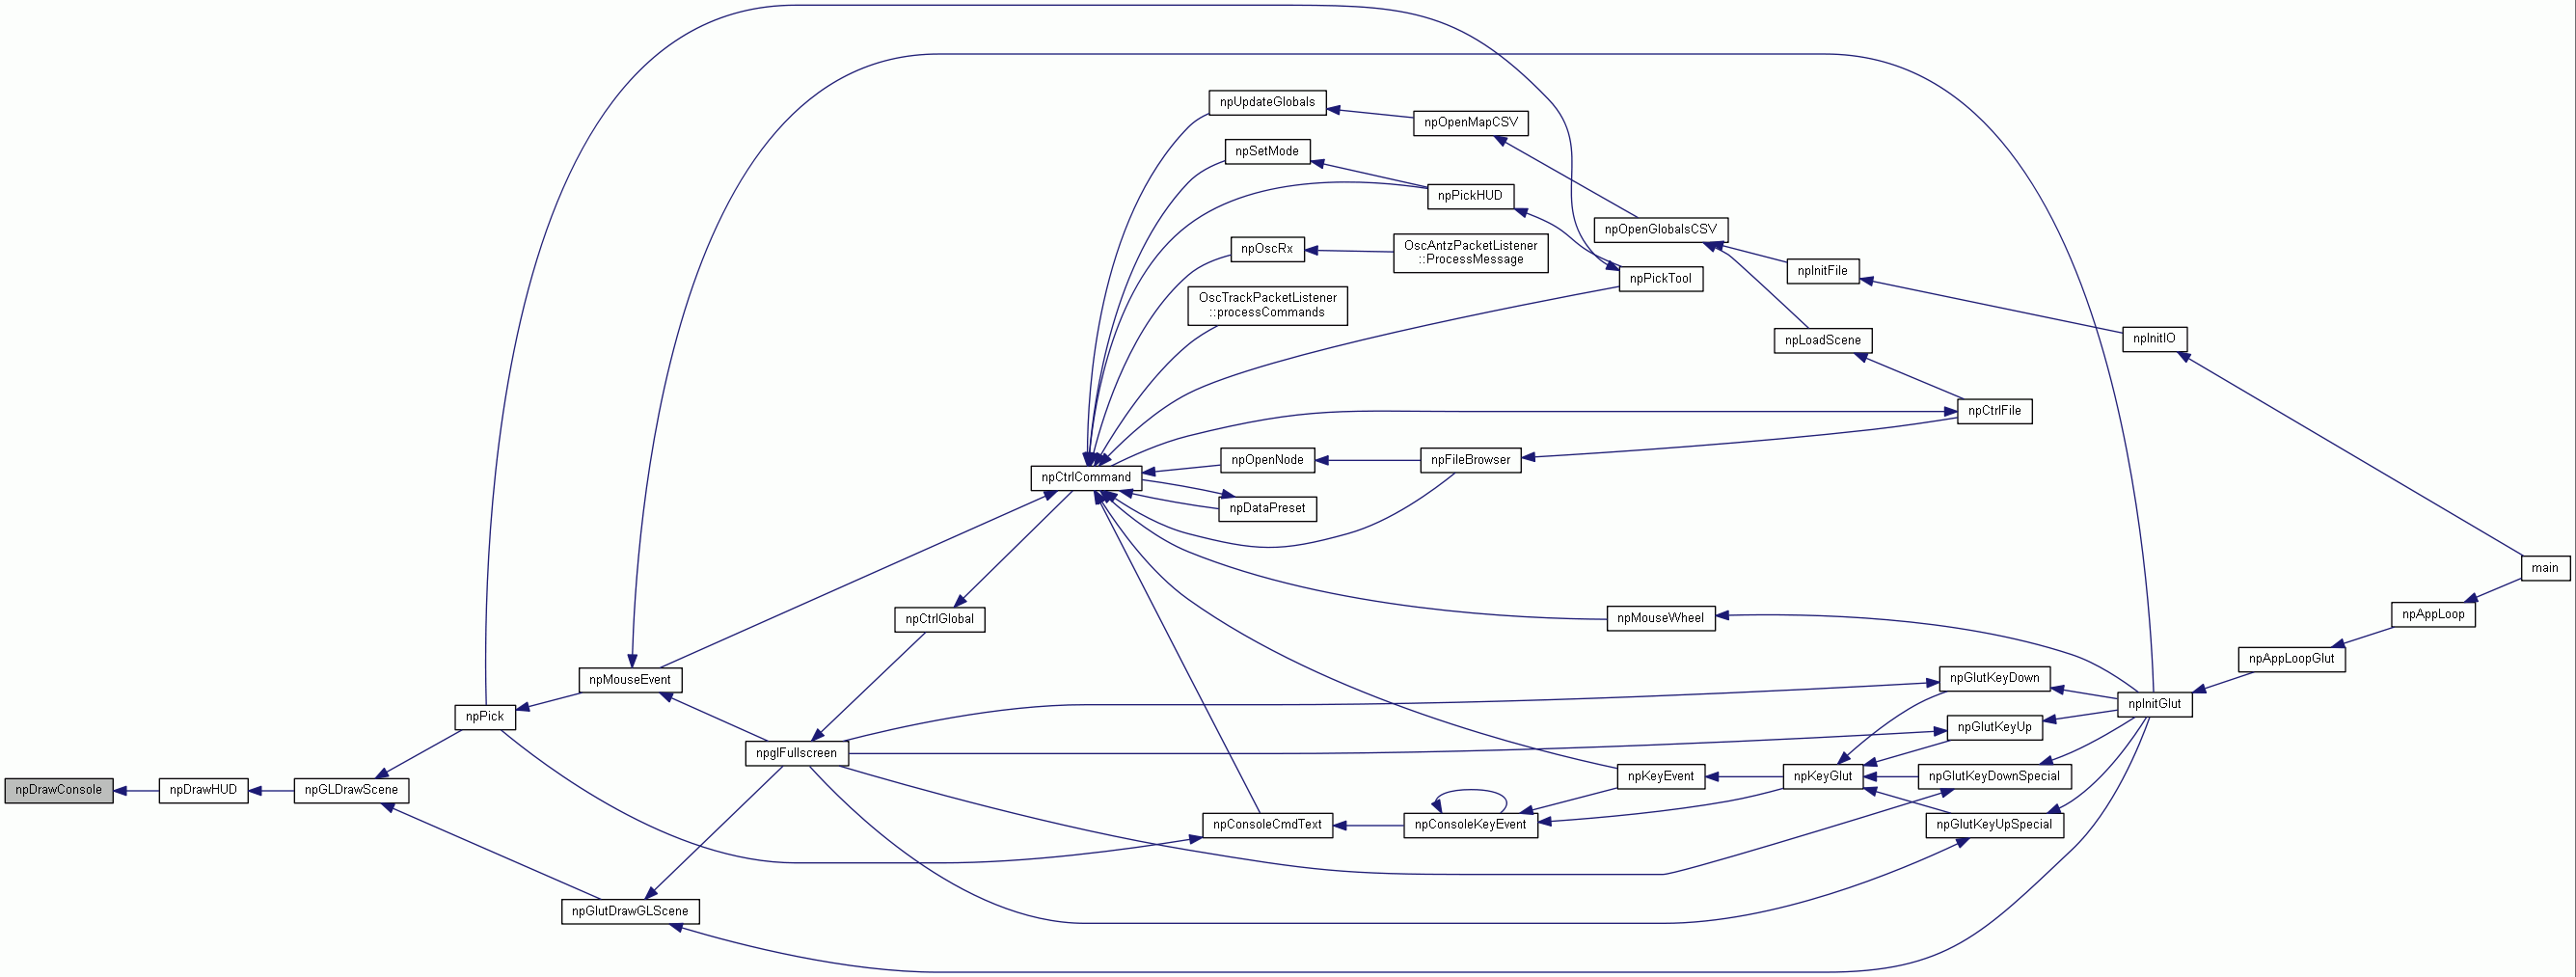 npUpdateGlobals
npOpenMapCSV
npSetMode
npPickHUD
npOpenGlobalsCSV
npOscRx
OscAntzPacketListener
::ProcessMessage
npInitFile
npPickTool
OscTrackPacketListener
::processCommands
npLoadScene
npInitIO
npCtrlFile
npOpenNode
npFileBrowser
npCtrlCommand
npDataPreset
main
npCtrlGlobal
npMouseWheel
npAppLoop
npAppLoopGlut
npMouseEvent
npGlutKeyDown
npInitGlut
npPick
npGlutKeyUp
npglFullscreen
npKeyEvent
npKeyGlut
npGlutKeyDownSpecial
npDrawConsole
npDrawHUD
npGLDrawScene
npConsoleCmdText
npConsoleKeyEvent
npGlutKeyUpSpecial
npGlutDrawGLScene